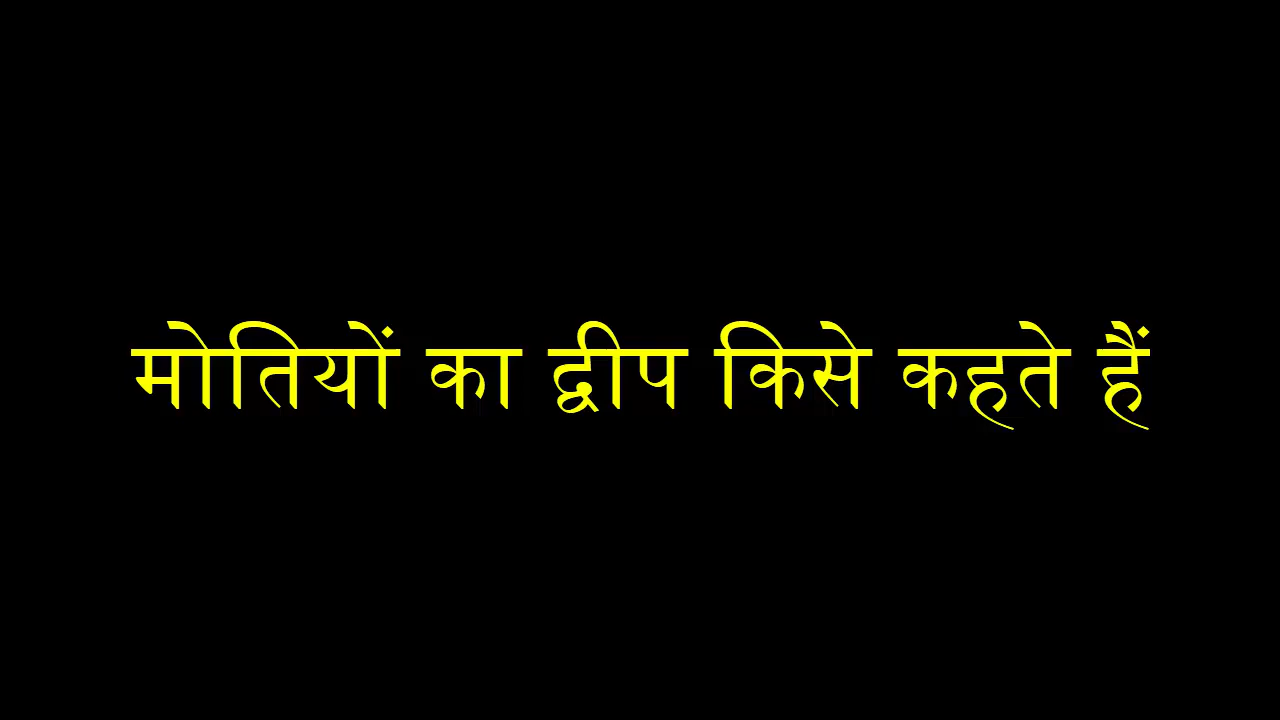 मोतियों का द्वीप किसे कहते हैं